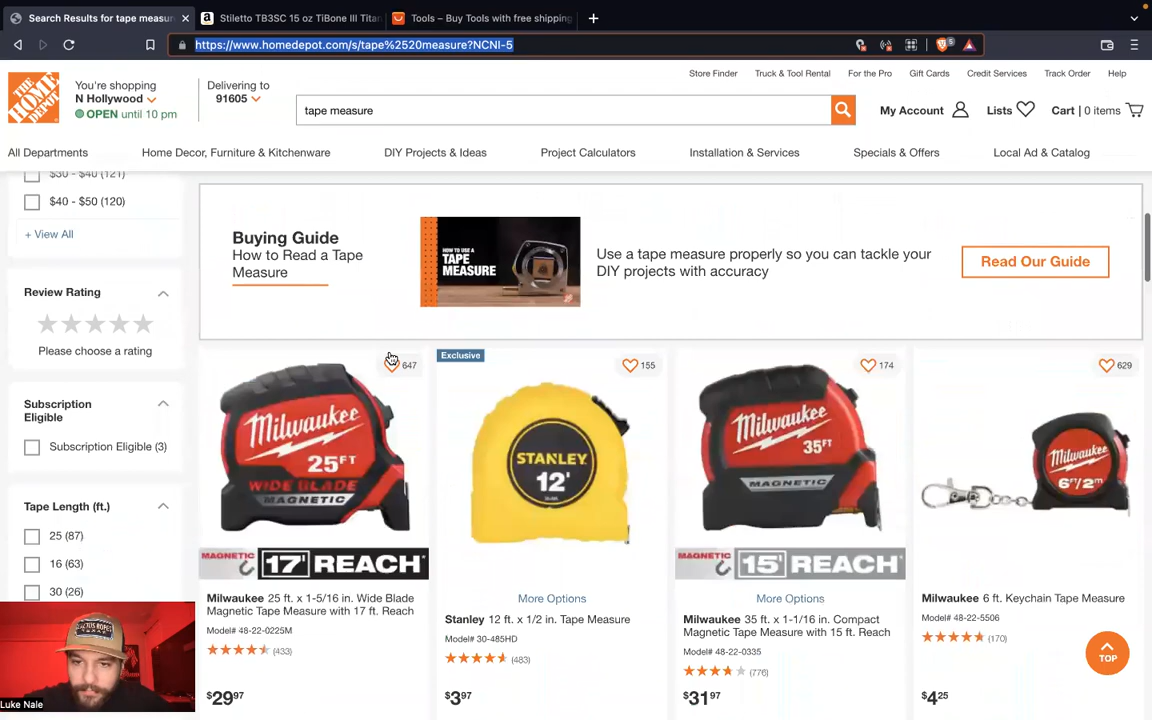 Search Results for tape measur
Stiletto TB3SC 15 oz TiBone III Titan
Tools – Buy Tools with free shipping
https://www.homedepot.com/s/tape%2520measure?NCNI-5
5
THE HOME DEPOT
You're shopping
N Hollywood
OPEN until 10 pm
Delivering to
91605
Store Finder
Truck & Tool Rental
For the Pro
Gift Cards
Credit Services
Track Order
Help
tape measure
My Account
Lists
Cart | 0 items
All Departments
Home Decor, Furniture & Kitchenware
DIY Projects & Ideas
Project Calculators
Installation & Services
Specials & Offers
Local Ad & Catalog
$30 - $40 (121)
$40 - $50 (120)
+ View All
Review Rating
Please choose a rating
Subscription
Eligible
Subscription Eligible (3)
Tape Length (ft.)
25 (87)
16 (63)
30 (26)
Buying Guide
How to Read a Tape
Measure
HOW TO USE A
TAPE
MEASURE
Use a tape measure properly so you can tackle your
DIY projects with accuracy
Read Our Guide
647
Milwaukee
25FT
WIDE BLADE
MAGNETIC
MAGNETIC
17' REACH
Milwaukee 25 ft. x 1-5/16 in. Wide Blade
Magnetic Tape Measure with 17 ft. Reach
Model# 48-22-0225M
(433)
$29 97
Exclusive
155
STANLEY
12'
More Options
Stanley 12 ft. x 1/2 in. Tape Measure
Model# 30-485HD
(483)
$3 97
174
Milwaukee
35FT
MAGNETIC
MAGNETIC
15' REACH
More Options
Milwaukee 35 ft. x 1-1/16 in. Compact
Magnetic Tape Measure with 15 ft. Reach
Model# 48-22-0335
(776)
$31 97
629
Milwaukee
6FT/2m
Milwaukee 6 ft. Keychain Tape Measure
Model# 48-22-5506
(170)
$4 25
TOP
Luke Nale